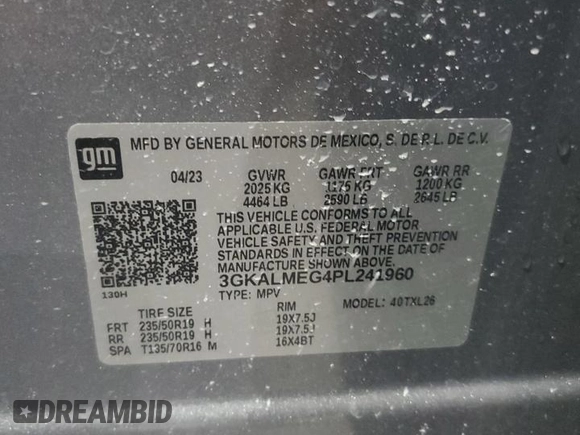 gm
MFD BY GENERAL MOTORS DE MEXICO, S. DE R. L. DE C.V.
04/23 GVWR GAWR FRT GAWR RR
2025 KG 1175 KG 1200 KG
4464 LB 2590 LB 2645 LB
THIS VEHICLE CONFORMS TO ALL
APPLICABLE U.S. FEDERAL MOTOR
VEHICLE SAFETY AND THEFT PREVENTION
STANDARDS IN EFFECT ON THE DATE OF
MANUFACTURE SHOWN ABOVE.
3GKALMEG4PL241960
130H
TYPE: MPV MODEL: 40TXL26
TIRE SIZE RIM
FRT 235/50R19 H 19X7.5J
RR 235/50R19 H 19X7.5J
SPA T135/70R16 M 16X4BT
DREAMBID